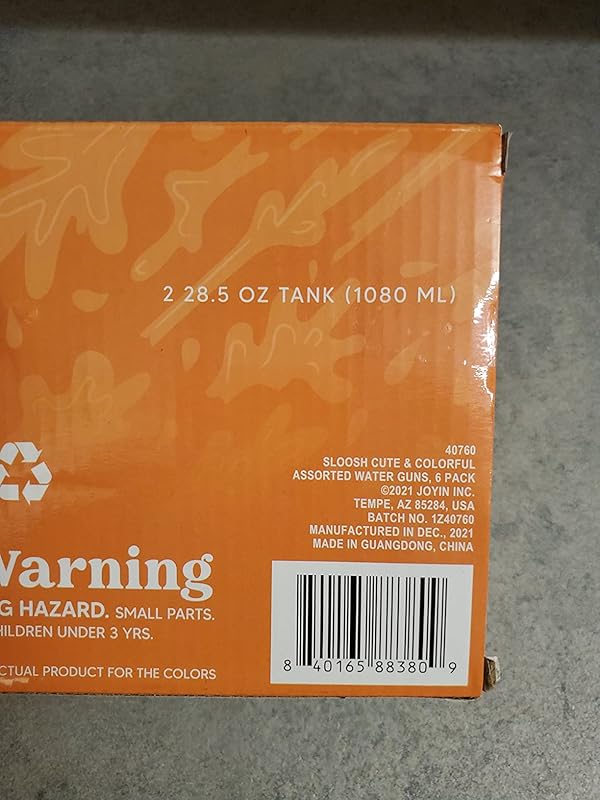 2 28.5 OZ TANK (1080 ML)
40760
SLOOSH CUTE & COLORFUL
ASSORTED WATER GUNS, 6 PACK
©2021 JOYIN INC.
TEMPE, AZ 85284, USA
BATCH NO. 1Z40760
MANUFACTURED IN DEC., 2021
MADE IN GUANGDONG, CHINA
Warning
G HAZARD. SMALL PARTS.
HILDREN UNDER 3 YRS.
CTUAL PRODUCT FOR THE COLORS
8 40165 88380 9